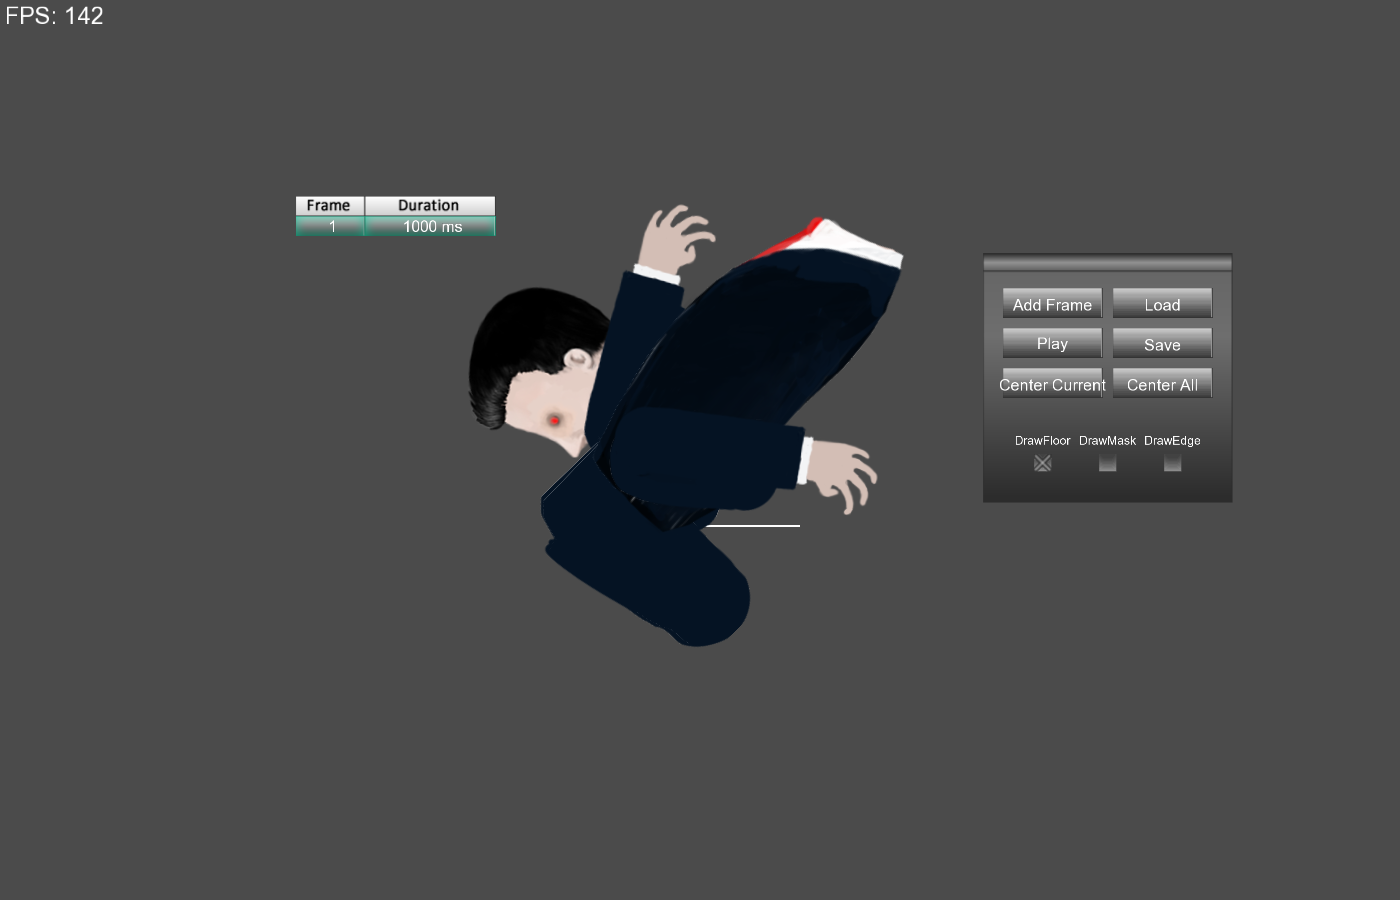 FPS: 142
Frame Duration
1 1000 ms
Add Frame Load
Play Save
Center Current Center All
DrawFloor DrawMask DrawEdge